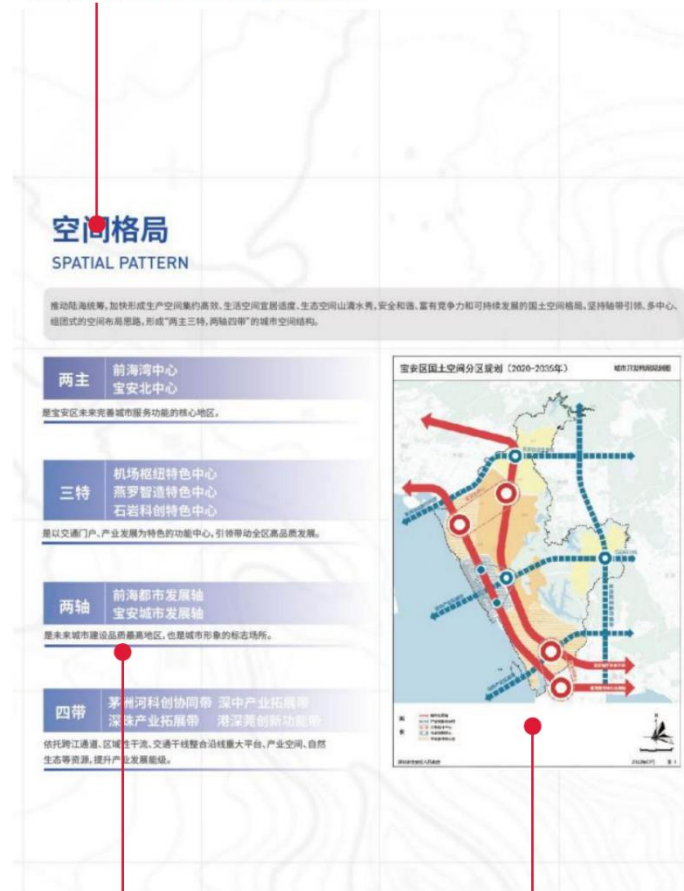 空间格局
SPATIAL PATTERN
推动陆海统筹,加快形成生产空间集约高效、生活空间宜居适度、生态空间山清水秀,安全和谐、富有竞争力和可持续发展的国土空间格局。坚持轴带引领、多中心、
组团式的空间布局思路,形成“两主三特,两轴四带”的城市空间结构。
两主
前海湾中心
宝安北中心
是宝安区未来完善城市服务功能的核心地区。
三特
机场枢纽特色中心
燕罗智造特色中心
石岩科创特色中心
是以交通门户、产业发展为特色的功能中心,引领带动全区高品质发展。
两轴
前海都市发展轴
宝安城市发展轴
是未来城市建设品质最高地区,也是城市形象的标志场所。
四带
茅洲河科创协同带 深中产业拓展带
深珠产业拓展带 港深莞创新功能带
依托跨江通道、区域性干流、交通干线整合沿线重大平台、产业空间、自然
生态等资源,提升产业发展能级。
宝安区国土空间分区规划(2020-2035年)